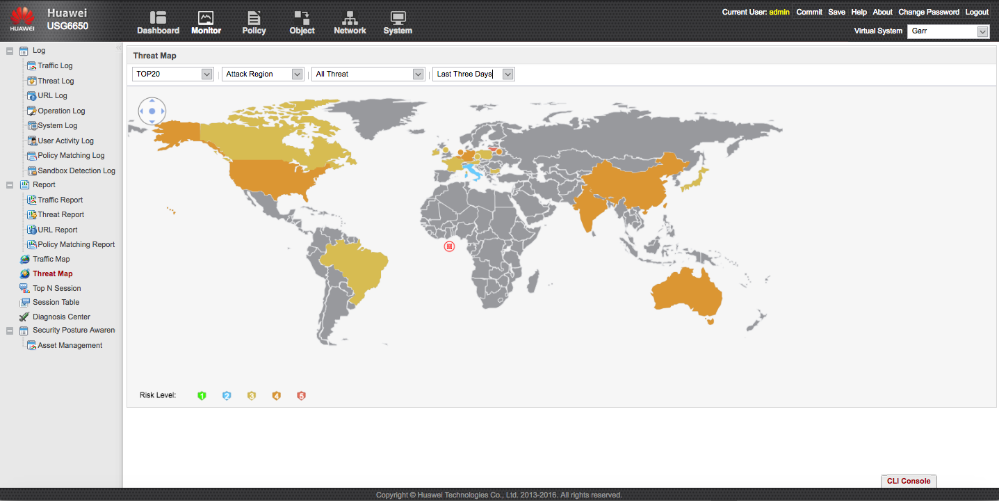 HUAWEI
Huawei
USG6650
Dashboard
Monitor
Policy
Object
Network
System
Current User: admin Commit Save Help About Change Password Logout
Virtual System Garr
Log
Traffic Log
Threat Log
URL Log
Operation Log
System Log
User Activity Log
Policy Matching Log
Sandbox Detection Log
Report
Traffic Report
Threat Report
URL Report
Policy Matching Report
Traffic Map
Threat Map
Top N Session
Session Table
Diagnosis Center
Security Posture Awaren
Asset Management
Threat Map
TOP20 | Attack Region | All Threat | Last Three Days
Risk Level: 1 2 3 4 5
CLI Console
Copyright © Huawei Technologies Co., Ltd. 2013-2016. All rights reserved.